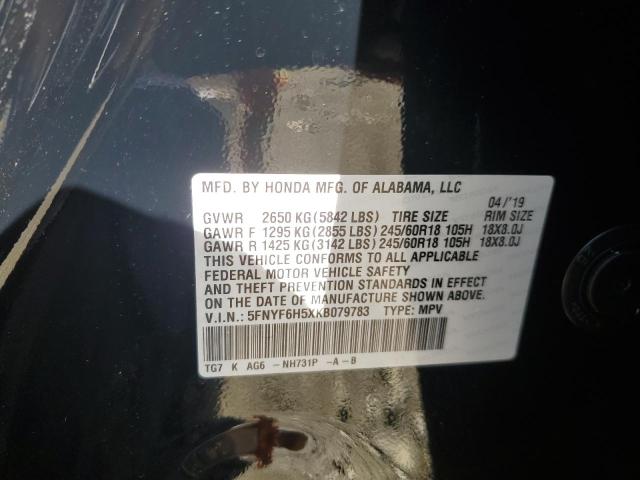 MFD. BY HONDA MFG. OF ALABAMA, LLC
04/'19
GVWR 2650 KG (5842 LBS) TIRE SIZE RIM SIZE
GAWR F 1295 KG (2855 LBS) 245/60R18 105H 18X8.0J
GAWR R 1425 KG (3142 LBS) 245/60R18 105H 18X8.0J
THIS VEHICLE CONFORMS TO ALL APPLICABLE
FEDERAL MOTOR VEHICLE SAFETY
AND THEFT PREVENTION STANDARDS IN EFFECT
ON THE DATE OF MANUFACTURE SHOWN ABOVE.
V.I.N.: 5FNYF6H5XKB079783 TYPE: MPV
TG7 K AG6 -NH731P -A-B